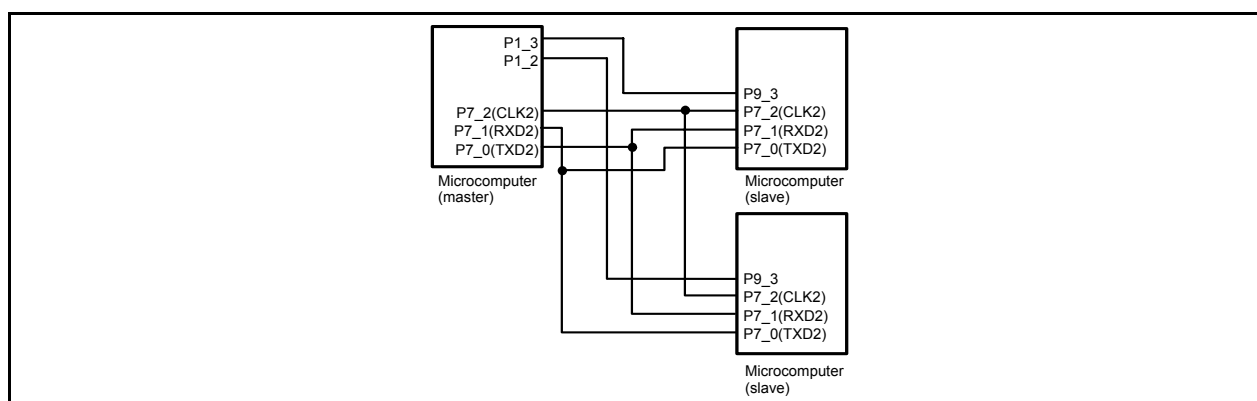 P1_3
P1_2
P7_2(CLK2)
P7_1(RXD2)
P7_0(TXD2)
Microcomputer
(master)
P9_3
P7_2(CLK2)
P7_1(RXD2)
P7_0(TXD2)
Microcomputer
(slave)
P9_3
P7_2(CLK2)
P7_1(RXD2)
P7_0(TXD2)
Microcomputer
(slave)